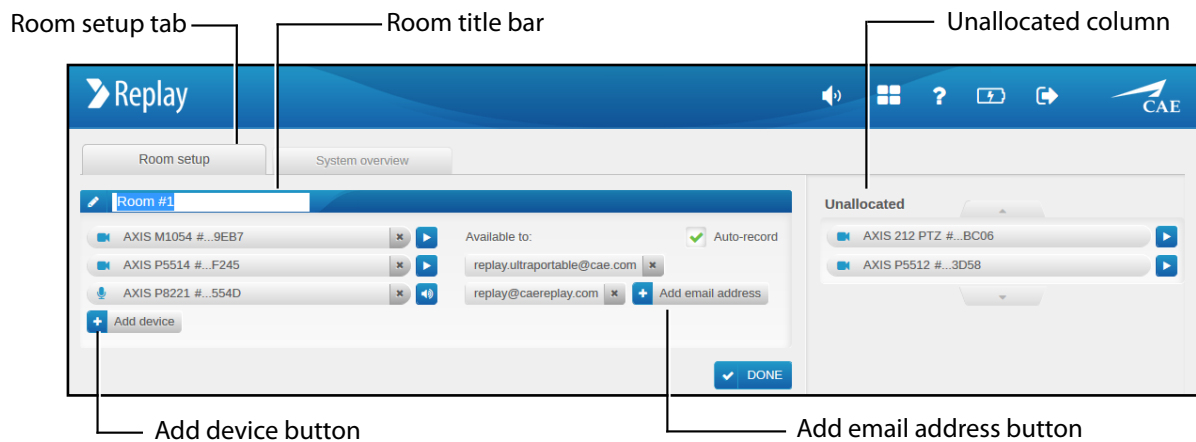 Room setup tab Room title bar Unallocated column
Replay CAE
Room setup System overview
Room #1 Unallocated
AXIS M1054 #...9EB7 Available to: Auto-record AXIS 212 PTZ #...BC06
AXIS P5514 #...F245 replay.ultraportable@cae.com AXIS P5512 #...3D58
AXIS P8221 #...554D replay@caereplay.com Add email address
Add device
DONE
Add device button Add email address button